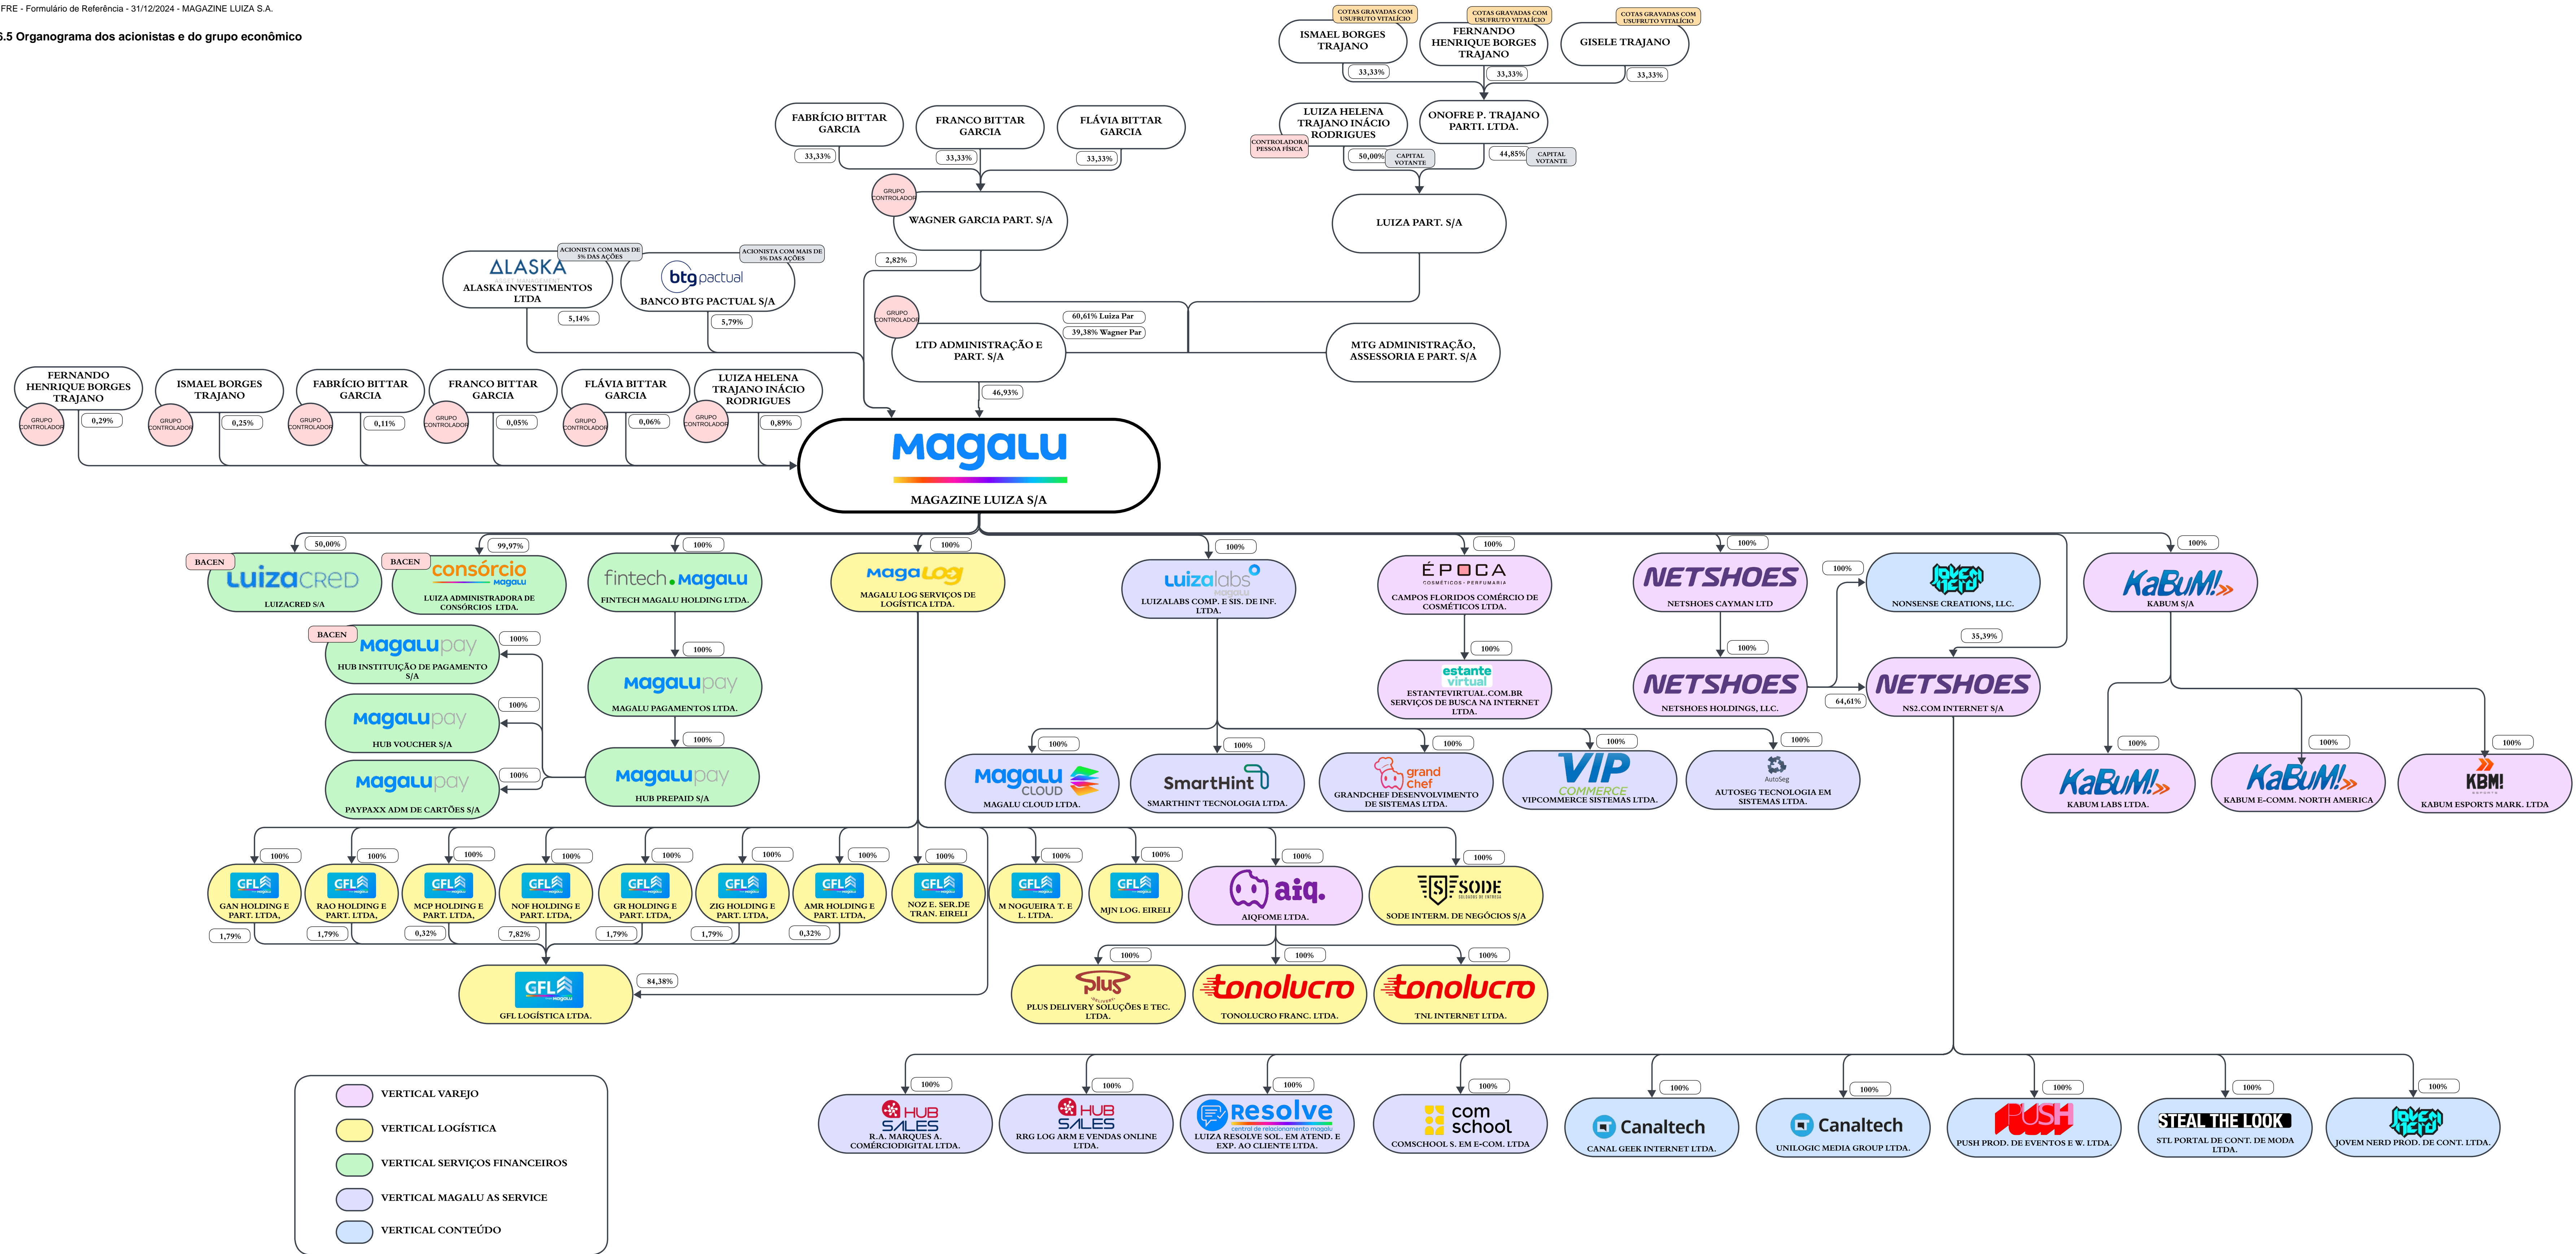 FRE - Formulário de Referência - 31/12/2024 - MAGAZINE LUIZA S.A.
6.5 Organograma dos acionistas e do grupo econômico
COTAS GRAVADAS COM
USUFRUTO VITALÍCIO
ISMAEL BORGES
TRAJANO
33,33%
COTAS GRAVADAS COM
USUFRUTO VITALÍCIO
FERNANDO
HENRIQUE BORGES
TRAJANO
33,33%
COTAS GRAVADAS COM
USUFRUTO VITALÍCIO
GISELE TRAJANO
33,33%
FABRÍCIO BITTAR
GARCIA
33,33%
FRANCO BITTAR
GARCIA
33,33%
FLÁVIA BITTAR
GARCIA
33,33%
LUIZA HELENA
TRAJANO INÁCIO
RODRIGUES
CONTROLADORA
PESSOA FÍSICA
50,00%
CAPITAL
VOTANTE
ONOFRE P. TRAJANO
PARTI. LTDA.
44,85%
CAPITAL
VOTANTE
GRUPO
CONTROLADOR
WAGNER GARCIA PART. S/A
2,82%
LUIZA PART. S/A
ACIONISTA COM MAIS DE
5% DAS AÇÕES
ALASKA
ALASKA INVESTIMENTOS
LTDA
5,14%
ACIONISTA COM MAIS DE
5% DAS AÇÕES
btg pactual
BANCO BTG PACTUAL S/A
5,79%
GRUPO
CONTROLADOR
LTD ADMINISTRAÇÃO E
PART. S/A
60,61% Luiza Par
39,38% Wagner Par
46,93%
MTG ADMINISTRAÇÃO,
ASSESSORIA E PART. S/A
FERNANDO
HENRIQUE BORGES
TRAJANO
GRUPO
CONTROLADOR
0,29%
ISMAEL BORGES
TRAJANO
GRUPO
CONTROLADOR
0,25%
FABRÍCIO BITTAR
GARCIA
GRUPO
CONTROLADOR
0,11%
FRANCO BITTAR
GARCIA
GRUPO
CONTROLADOR
0,05%
FLÁVIA BITTAR
GARCIA
GRUPO
CONTROLADOR
0,06%
LUIZA HELENA
TRAJANO INÁCIO
RODRIGUES
GRUPO
CONTROLADOR
0,89%
Magalu
MAGAZINE LUIZA S/A
50,00%
BACEN
Luizacred
LUIZACRED S/A
99,97%
BACEN
consórcio
Magalu
LUIZA ADMINISTRADORA DE
CONSÓRCIOS LTDA.
100%
fintech.Magalu
FINTECH MAGALU HOLDING LTDA.
100%
MagaLog
MAGALU LOG SERVIÇOS DE
LOGÍSTICA LTDA.
100%
luizalabs
Magalu
LUIZALABS COMP. E SIS. DE INF.
LTDA.
100%
ÉPOCA
COSMÉTICOS · PERFUMARIA
CAMPOS FLORIDOS COMÉRCIO DE
COSMÉTICOS LTDA.
100%
NETSHOES
NETSHOES CAYMAN LTD
100%
JOVEM
NERD
NONSENSE CREATIONS, LLC.
100%
KaBuM!
KABUM S/A
BACEN
Magalupay
HUB INSTITUIÇÃO DE PAGAMENTO
S/A
100%
Magalupay
HUB VOUCHER S/A
100%
Magalupay
PAYPAXX ADM DE CARTÕES S/A
100%
100%
Magalupay
MAGALU PAGAMENTOS LTDA.
100%
Magalupay
HUB PREPAID S/A
100%
estante
virtual
ESTANTEVIRTUAL.COM.BR
SERVIÇOS DE BUSCA NA INTERNET
LTDA.
100%
NETSHOES
NETSHOES HOLDINGS, LLC.
64,61%
35,39%
NETSHOES
NS2.COM INTERNET S/A
100%
Magalu
CLOUD
MAGALU CLOUD LTDA.
100%
SmartHint
SMARTHINT TECNOLOGIA LTDA.
100%
grand
chef
GRANDCHEF DESENVOLVIMENTO
DE SISTEMAS LTDA.
100%
VIP
COMMERCE
VIPCOMMERCE SISTEMAS LTDA.
100%
AutoSeg
AUTOSEG TECNOLOGIA EM
SISTEMAS LTDA.
100%
KaBuM!
KABUM LABS LTDA.
100%
KaBuM!
KABUM E-COMM. NORTH AMERICA
100%
KBM!
ESPORTS
KABUM ESPORTS MARK. LTDA
100%
GFL
GAN HOLDING E
PART. LTDA,
1,79%
100%
GFL
RAO HOLDING E
PART. LTDA,
1,79%
100%
GFL
MCP HOLDING E
PART. LTDA,
0,32%
100%
GFL
NOF HOLDING E
PART. LTDA,
7,82%
100%
GFL
GR HOLDING E
PART. LTDA,
1,79%
100%
GFL
ZIG HOLDING E
PART. LTDA,
1,79%
100%
GFL
AMR HOLDING E
PART. LTDA,
0,32%
100%
GFL
NOZ E. SER.DE
TRAN. EIRELI
100%
GFL
M NOGUEIRA T. E
L. LTDA.
100%
GFL
MJN LOG. EIRELI
100%
aiq.
AIQFOME LTDA.
100%
SODE
SOLDADOS DE ENTREGA
SODE INTERM. DE NEGÓCIOS S/A
GFL
Magalu
GFL LOGÍSTICA LTDA.
84,38%
100%
plus
DELIVERY
PLUS DELIVERY SOLUÇÕES E TEC.
LTDA.
100%
tonolucro
TONOLUCRO FRANC. LTDA.
100%
tonolucro
TNL INTERNET LTDA.
100%
HUB
SALES
R.A. MARQUES A.
COMÉRCIODIGITAL LTDA.
100%
HUB
SALES
RRG LOG ARM E VENDAS ONLINE
LTDA.
100%
Resolve
central de relacionamento magalu
LUIZA RESOLVE SOL. EM ATEND. E
EXP. AO CLIENTE LTDA.
100%
com
school
COMSCHOOL S. EM E-COM. LTDA
100%
Canaltech
CANAL GEEK INTERNET LTDA.
100%
Canaltech
UNILOGIC MEDIA GROUP LTDA.
100%
PUSH
PUSH PROD. DE EVENTOS E W. LTDA.
100%
STEAL THE LOOK
STL PORTAL DE CONT. DE MODA
LTDA.
100%
JOVEM
NERD
JOVEM NERD PROD. DE CONT. LTDA.
VERTICAL VAREJO
VERTICAL LOGÍSTICA
VERTICAL SERVIÇOS FINANCEIROS
VERTICAL MAGALU AS SERVICE
VERTICAL CONTEÚDO